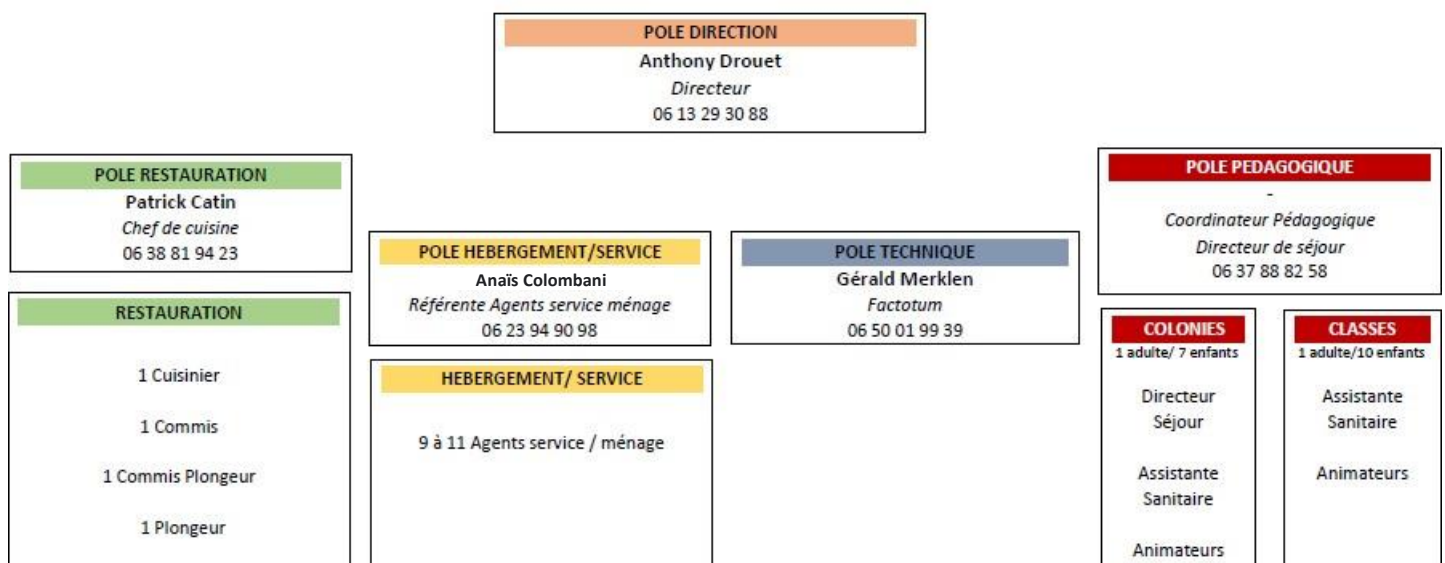 POLE DIRECTION
Anthony Drouet
Directeur
06 13 29 30 88
POLE RESTAURATION
Patrick Catin
Chef de cuisine
06 38 81 94 23
RESTAURATION
1 Cuisinier
1 Commis
1 Commis Plongeur
1 Plongeur
POLE HEBERGEMENT/SERVICE
Anaïs Colombani
Référente Agents service ménage
06 23 94 90 98
HEBERGEMENT/ SERVICE
9 à 11 Agents service / ménage
POLE TECHNIQUE
Gérald Merklen
Factotum
06 50 01 99 39
POLE PEDAGOGIQUE
-
Coordinateur Pédagogique
Directeur de séjour
06 37 88 82 58
COLONIES
1 adulte/ 7 enfants
Directeur
Séjour
Assistante
Sanitaire
Animateurs
CLASSES
1 adulte/10 enfants
Assistante
Sanitaire
Animateurs